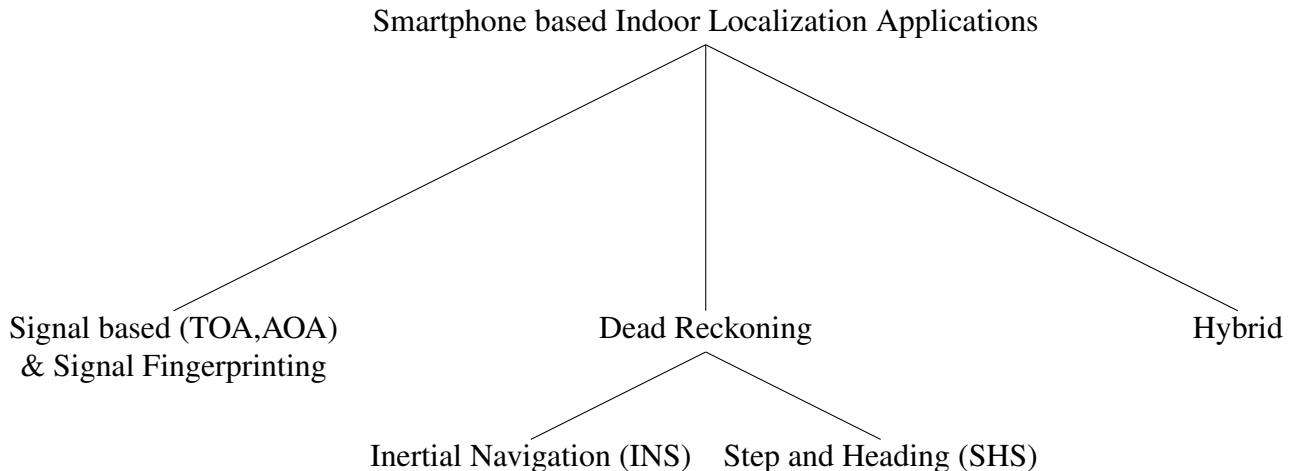 Smartphone based Indoor Localization Applications
Signal based (TOA,AOA)
& Signal Fingerprinting
Dead Reckoning
Hybrid
Inertial Navigation (INS)
Step and Heading (SHS)